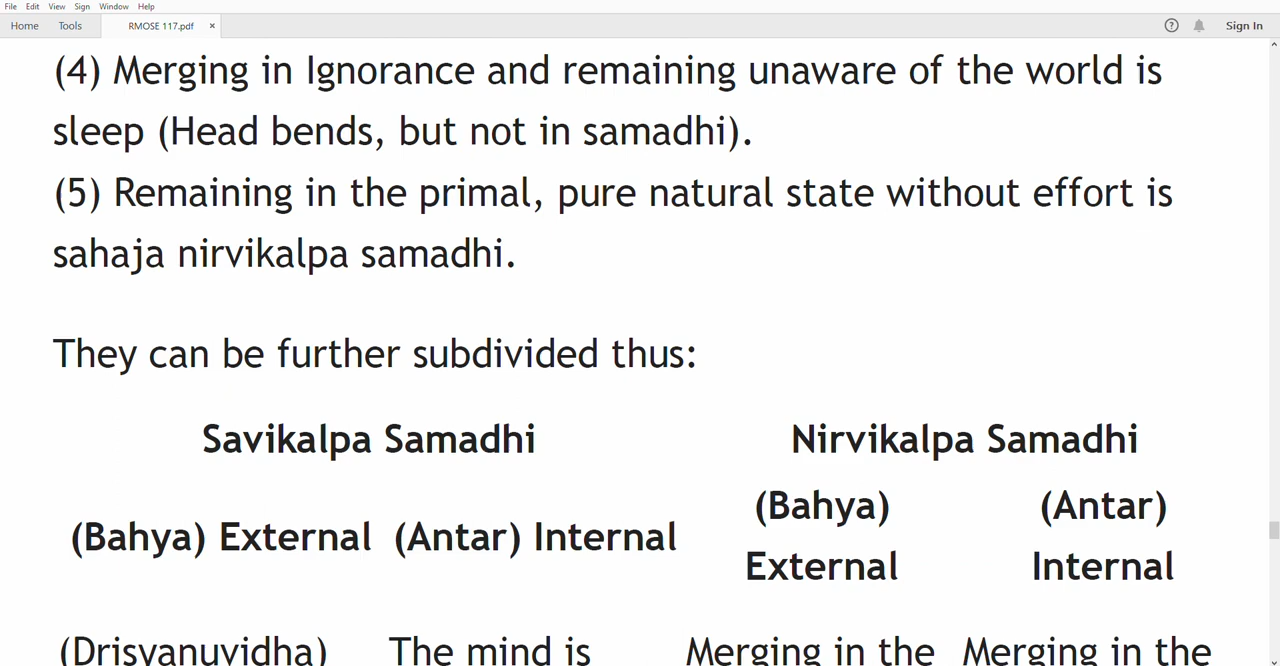 File Edit View Sign Window Help
Home Tools RMOSE 117.pdf × Sign In
(4) Merging in Ignorance and remaining unaware of the world is
sleep (Head bends, but not in samadhi).
(5) Remaining in the primal, pure natural state without effort is
sahaja nirvikalpa samadhi.
They can be further subdivided thus:
Savikalpa Samadhi Nirvikalpa Samadhi
(Bahya) External (Antar) Internal
(Bahya) (Antar)
External Internal
(Drisyanuvidha) The mind is Merging in the Merging in the